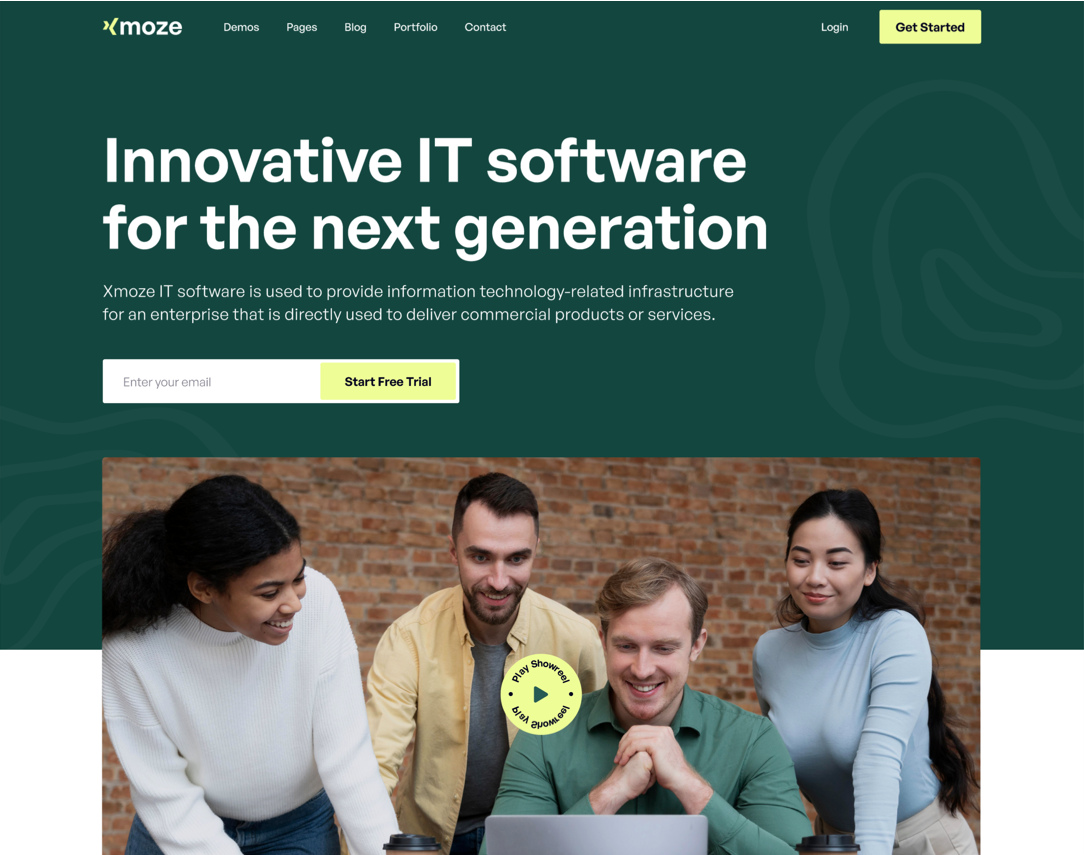 Xmoze
Demos
Pages
Blog
Portfolio
Contact
Login
Get Started
Innovative IT software
for the next generation
Xmoze IT software is used to provide information technology-related infrastructure
for an enterprise that is directly used to deliver commercial products or services.
Enter your email
Start Free Trial
Play Showreel
Play Showreel